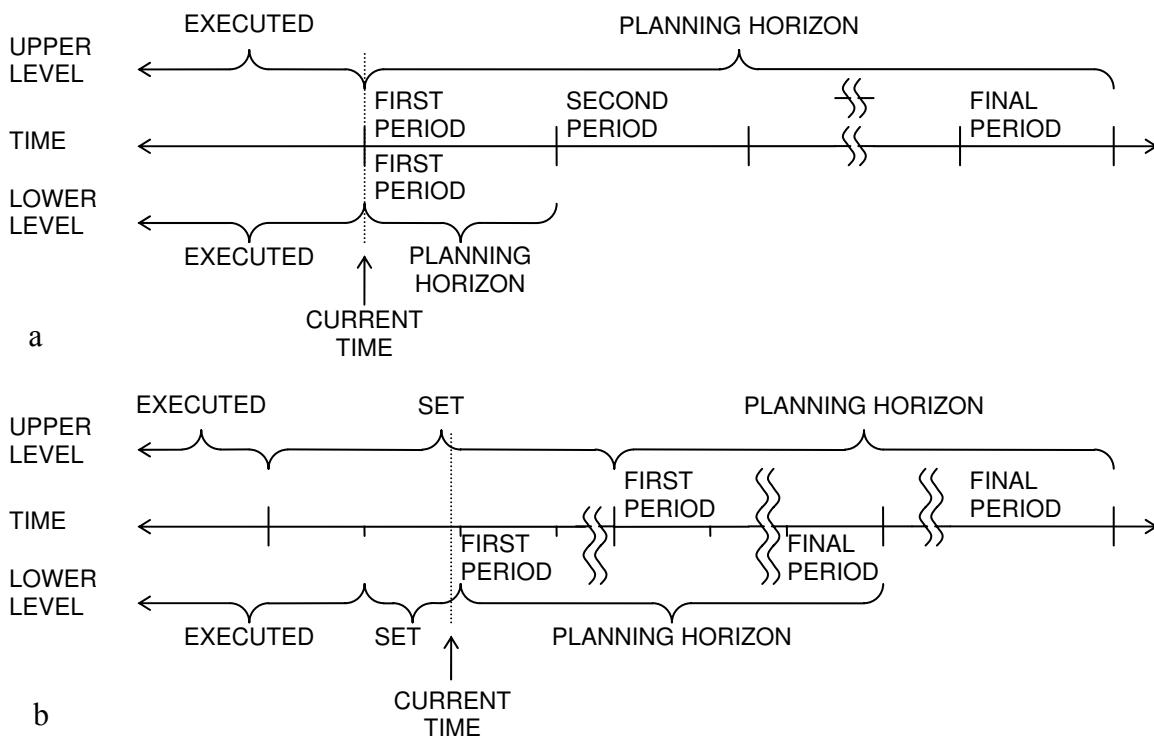 EXECUTED
PLANNING HORIZON
UPPER
LEVEL
FIRST
PERIOD
SECOND
PERIOD
FINAL
PERIOD
TIME
FIRST
PERIOD
LOWER
LEVEL
EXECUTED
PLANNING
HORIZON
CURRENT
TIME
a
EXECUTED
SET
PLANNING HORIZON
UPPER
LEVEL
FIRST
PERIOD
FINAL
PERIOD
TIME
FIRST
PERIOD
FINAL
PERIOD
LOWER
LEVEL
EXECUTED
SET
PLANNING HORIZON
CURRENT
TIME
b